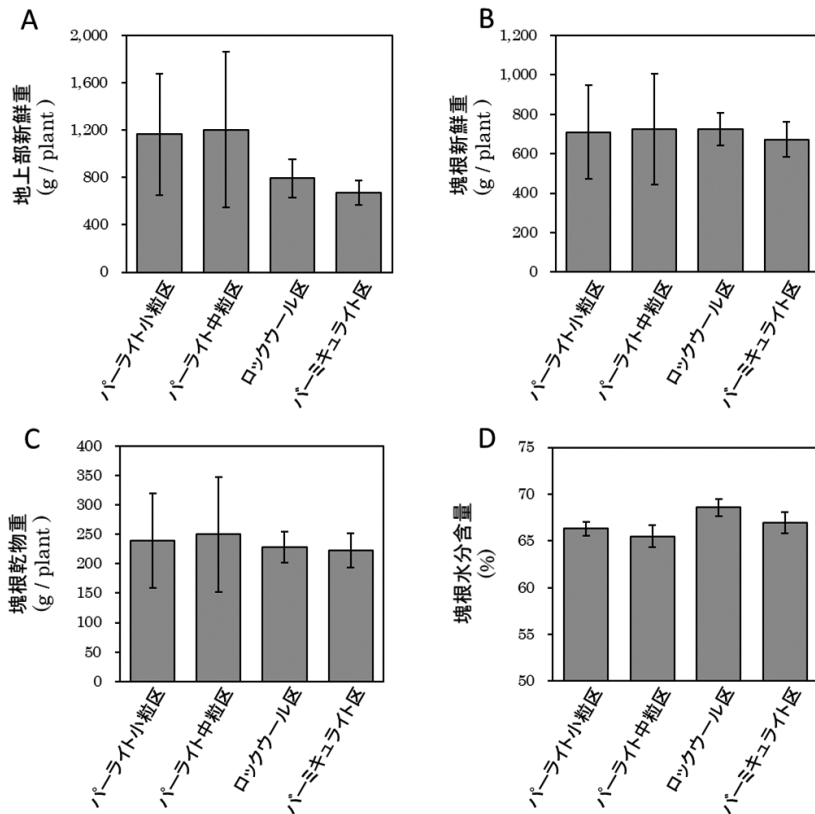 A
地上部新鮮重
(g / plant )
2,000
1,600
1,200
800
400
0
パーライト小粒区
パーライト中粒区
ロックウール区
バーミキュライト区
B
塊根新鮮重
(g / plant )
1,200
1,000
800
600
400
200
0
パーライト小粒区
パーライト中粒区
ロックウール区
バーミキュライト区
C
塊根乾物重
(g / plant )
400
350
300
250
200
150
100
50
0
パーライト小粒区
パーライト中粒区
ロックウール区
バーミキュライト区
D
塊根水分含量
(%)
75
70
65
60
55
50
パーライト小粒区
パーライト中粒区
ロックウール区
バーミキュライト区